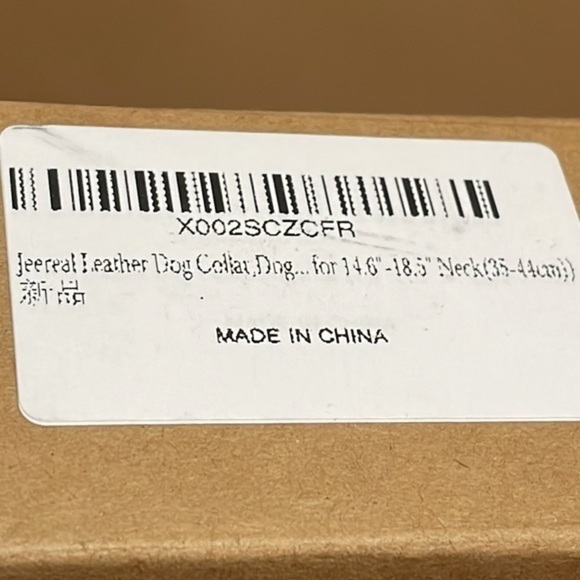 X002SCZCFR
Jeereal Leather Dog Collar,Dog... for 14.6"-18.5" Neck(35-44cm))
新品
MADE IN CHINA